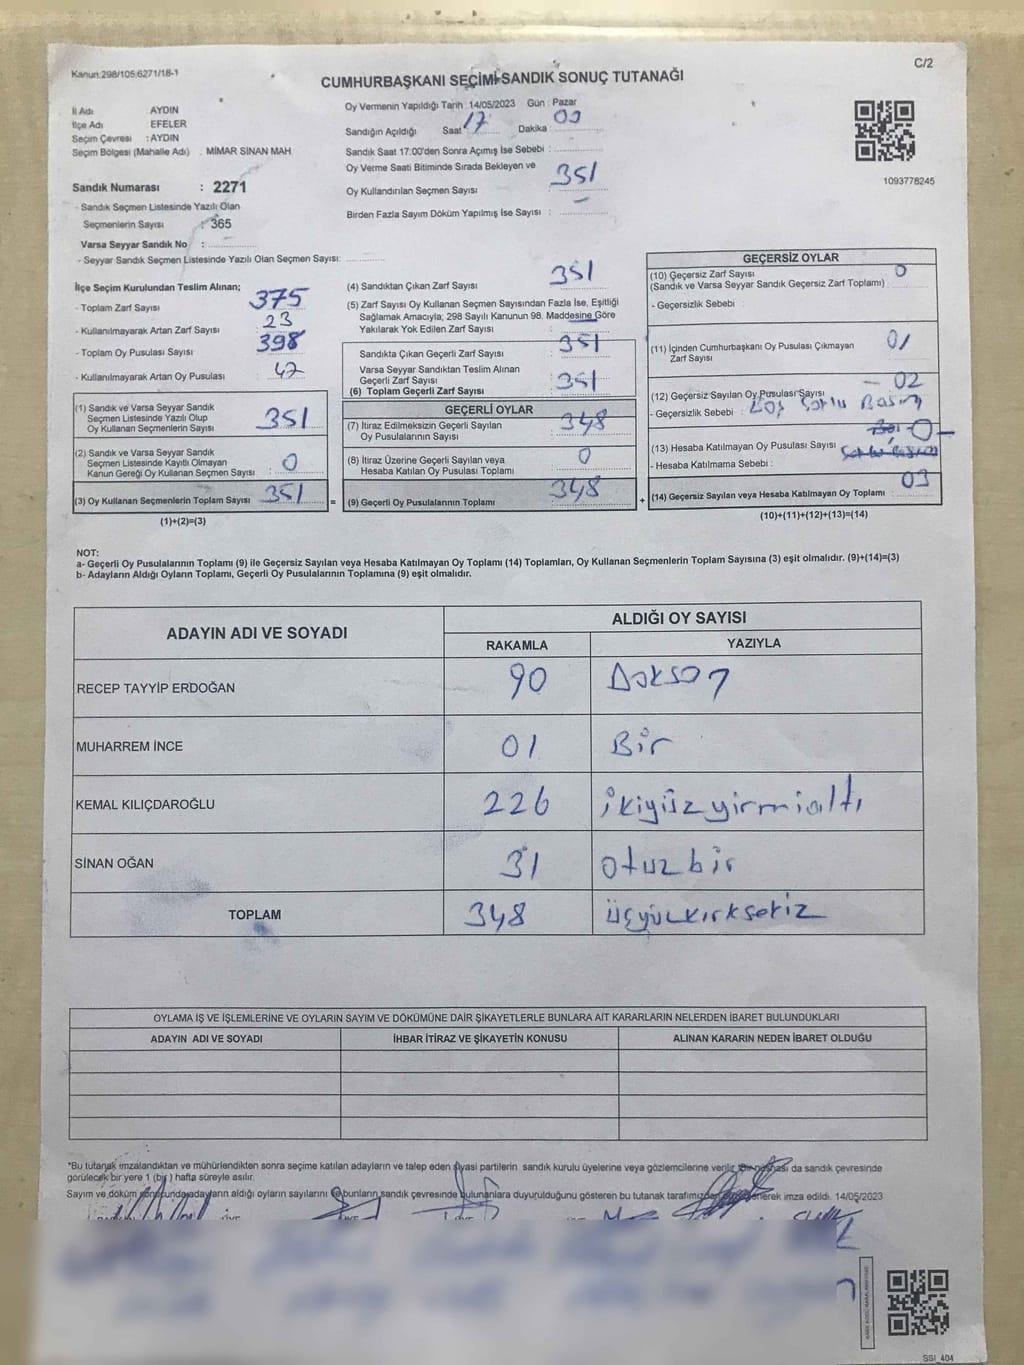 Kanun:298/105:6271/18-1
C/2
CUMHURBAŞKANI SEÇİMİ SANDIK SONUÇ TUTANAĞI
İl Adı AYDIN
İlçe Adı EFELER
Seçim Çevresi : AYDIN
Seçim Bölgesi (Mahalle Adı) : MİMAR SİNAN MAH.
Sandık Numarası : 2271
- Sandık Seçmen Listesinde Yazılı Olan
Seçmenlerin Sayısı : 365
Varsa Seyyar Sandık No :
- Seyyar Sandık Seçmen Listesinde Yazılı Olan Seçmen Sayısı:
Oy Vermenin Yapıldığı Tarih :14/05/2023 Gün : Pazar
Sandığın Açıldığı Saat 17 Dakika 00
Sandık Saat 17:00'den Sonra Açımış İse Sebebi :
Oy Verme Saati Bitiminde Sırada Bekleyen ve
Oy Kullandırılan Seçmen Sayısı : 351
Birden Fazla Sayım Döküm Yapılmış İse Sayısı : -
1093778245
İlçe Seçim Kurulundan Teslim Alınan;
- Toplam Zarf Sayısı : 375
- Kullanılmayarak Artan Zarf Sayısı : 23
- Toplam Oy Pusulası Sayısı : 398
- Kullanılmayarak Artan Oy Pusulası : 47
(1) Sandık ve Varsa Seyyar Sandık
Seçmen Listesinde Yazılı Olup
Oy Kullanan Seçmenlerin Sayısı : 351
(2) Sandık ve Varsa Seyyar Sandık
Seçmen Listesinde Kayıtlı Olmayan
Kanun Gereği Oy Kullanan Seçmen Sayısı : 0
(3) Oy Kullanan Seçmenlerin Toplam Sayısı : 351 =
(1)+(2)=(3)
(4) Sandıktan Çıkan Zarf Sayısı : 351
(5) Zarf Sayısı Oy Kullanan Seçmen Sayısından Fazla İse, Eşitliği
Sağlamak Amacıyla; 298 Sayılı Kanunun 98. Maddesine Göre
Yakılarak Yok Edilen Zarf Sayısı :
Sandıkta Çıkan Geçerli Zarf Sayısı : 351
Varsa Seyyar Sandıktan Teslim Alınan
Geçerli Zarf Sayısı
(6) Toplam Geçerli Zarf Sayısı : 351
GEÇERLİ OYLAR
(7) İtiraz Edilmeksizin Geçerli Sayılan
Oy Pusulalarının Sayısı : 348
(8) İtiraz Üzerine Geçerli Sayılan veya
Hesaba Katılan Oy Pusulası Toplamı : 0
(9) Geçerli Oy Pusulalarının Toplamı : 348 +
GEÇERSİZ OYLAR
(10) Geçersiz Zarf Sayısı 0
(Sandık ve Varsa Seyyar Sandık Geçersiz Zarf Toplamı) :
- Geçersizlik Sebebi :
(11) İçinden Cumhurbaşkanı Oy Pusulası Çıkmayan
Zarf Sayısı : 01
(12) Geçersiz Sayılan Oy Pusulası Sayısı - 02
- Geçersizlik Sebebi :
(13) Hesaba Katılmayan Oy Pusulası Sayısı : -0-
- Hesaba Katılmama Sebebi :
(14) Geçersiz Sayılan veya Hesaba Katılmayan Oy Toplamı : 03
(10)+(11)+(12)+(13)=(14)
NOT:
a- Geçerli Oy Pusulalarının Toplamı (9) ile Geçersiz Sayılan veya Hesaba Katılmayan Oy Toplamı (14) Toplamları, Oy Kullanan Seçmenlerin Toplam Sayısına (3) eşit olmalıdır. (9)+(14)=(3)
b- Adayların Aldığı Oyların Toplamı, Geçerli Oy Pusulalarının Toplamına (9) eşit olmalıdır.
ADAYIN ADI VE SOYADI
ALDIĞI OY SAYISI
RAKAMLA YAZIYLA
RECEP TAYYİP ERDOĞAN 90 Doksan
MUHARREM İNCE 01 Bir
KEMAL KILIÇDAROĞLU 226 ikiyüzyirmialtı
SİNAN OĞAN 31 otuzbir
TOPLAM 348 üçyüzkırksekiz
OYLAMA İŞ VE İŞLEMLERİNE VE OYLARIN SAYIM VE DÖKÜMÜNE DAİR ŞİKAYETLERLE BUNLARA AİT KARARLARIN NELERDEN İBARET BULUNDUKLARI
ADAYIN ADI VE SOYADI İHBAR İTİRAZ VE ŞİKAYETİN KONUSU ALINAN KARARIN NEDEN İBARET OLDUĞU
*Bu tutanak imzalandıktan ve mühürlendikten sonra seçime katılan adayların ve talep eden siyasi partilerin sandık kurulu üyelerine veya gözlemcilerine verilir. Bir nüshası da sandık çevresinde
görülecek bir yere 1 (bir) hafta süreyle asılır.
Sayım ve döküm sonucunda adayların aldığı oyların sayılarını bunların sandık çevresinde bulunanlara duyurulduğunu gösteren bu tutanak imza edildi. 14/05/2023
SSI_404